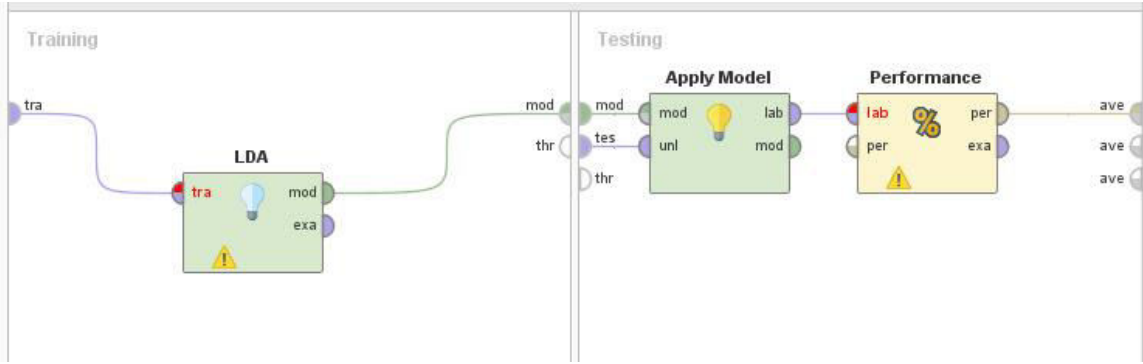 Training
tra
LDA
tra
mod
exa
!
mod
thr
Testing
mod
tes
thr
Apply Model
mod
unl
lab
mod
Performance
lab
per
%
per
exa
!
ave
ave
ave